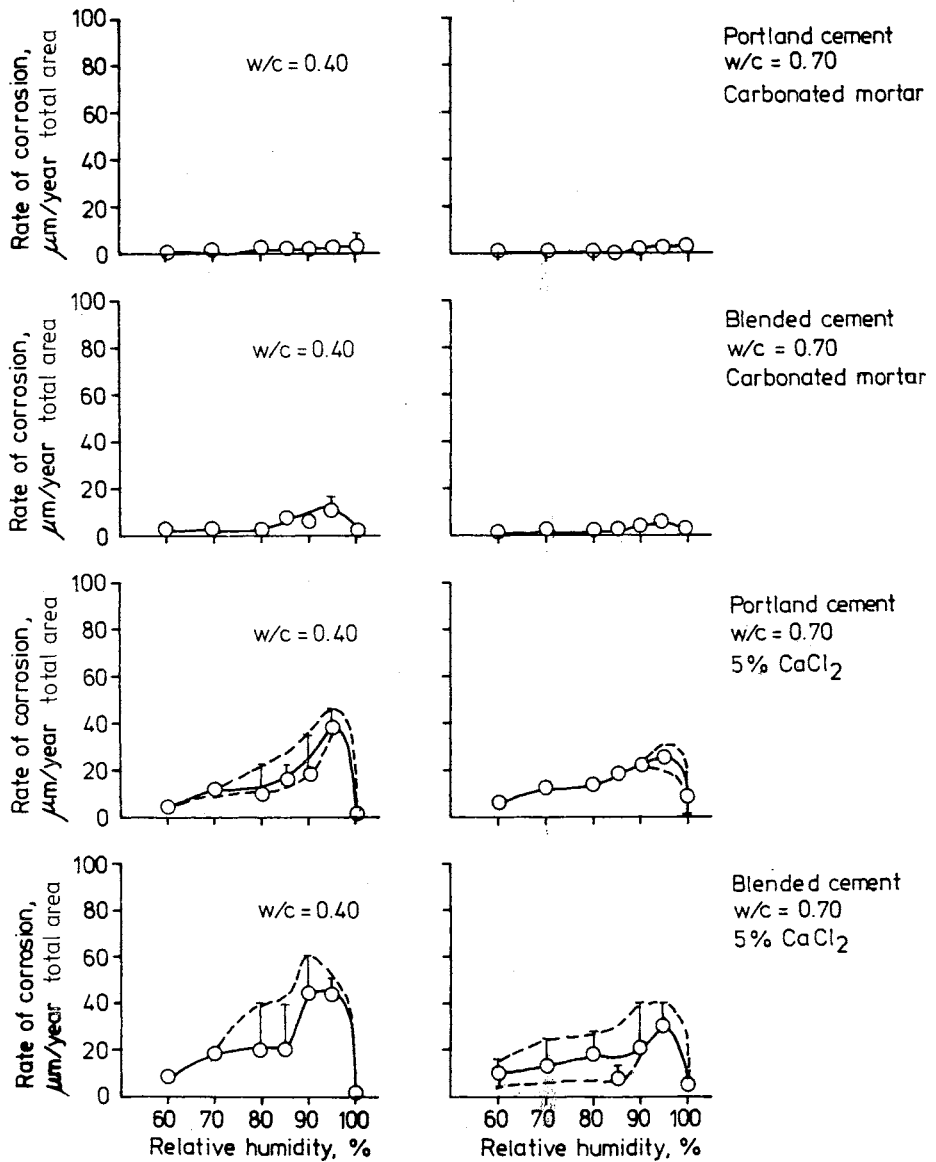 100
80
60
40
20
0
Rate of corrosion,
μm/year total area
w/c = 0.40
Portland cement
w/c = 0.70
Carbonated mortar
100
80
60
40
20
0
Rate of corrosion,
μm/year total area
w/c = 0.40
Blended cement
w/c = 0.70
Carbonated mortar
100
80
60
40
20
0
Rate of corrosion,
μm/year total area
w/c = 0.40
Portland cement
w/c = 0.70
5% CaCl2
100
80
60
40
20
0
Rate of corrosion,
μm/year total area
w/c = 0.40
Blended cement
w/c = 0.70
5% CaCl2
60 70 80 90 100
Relative humidity, %
60 70 80 90 100
Relative humidity, %